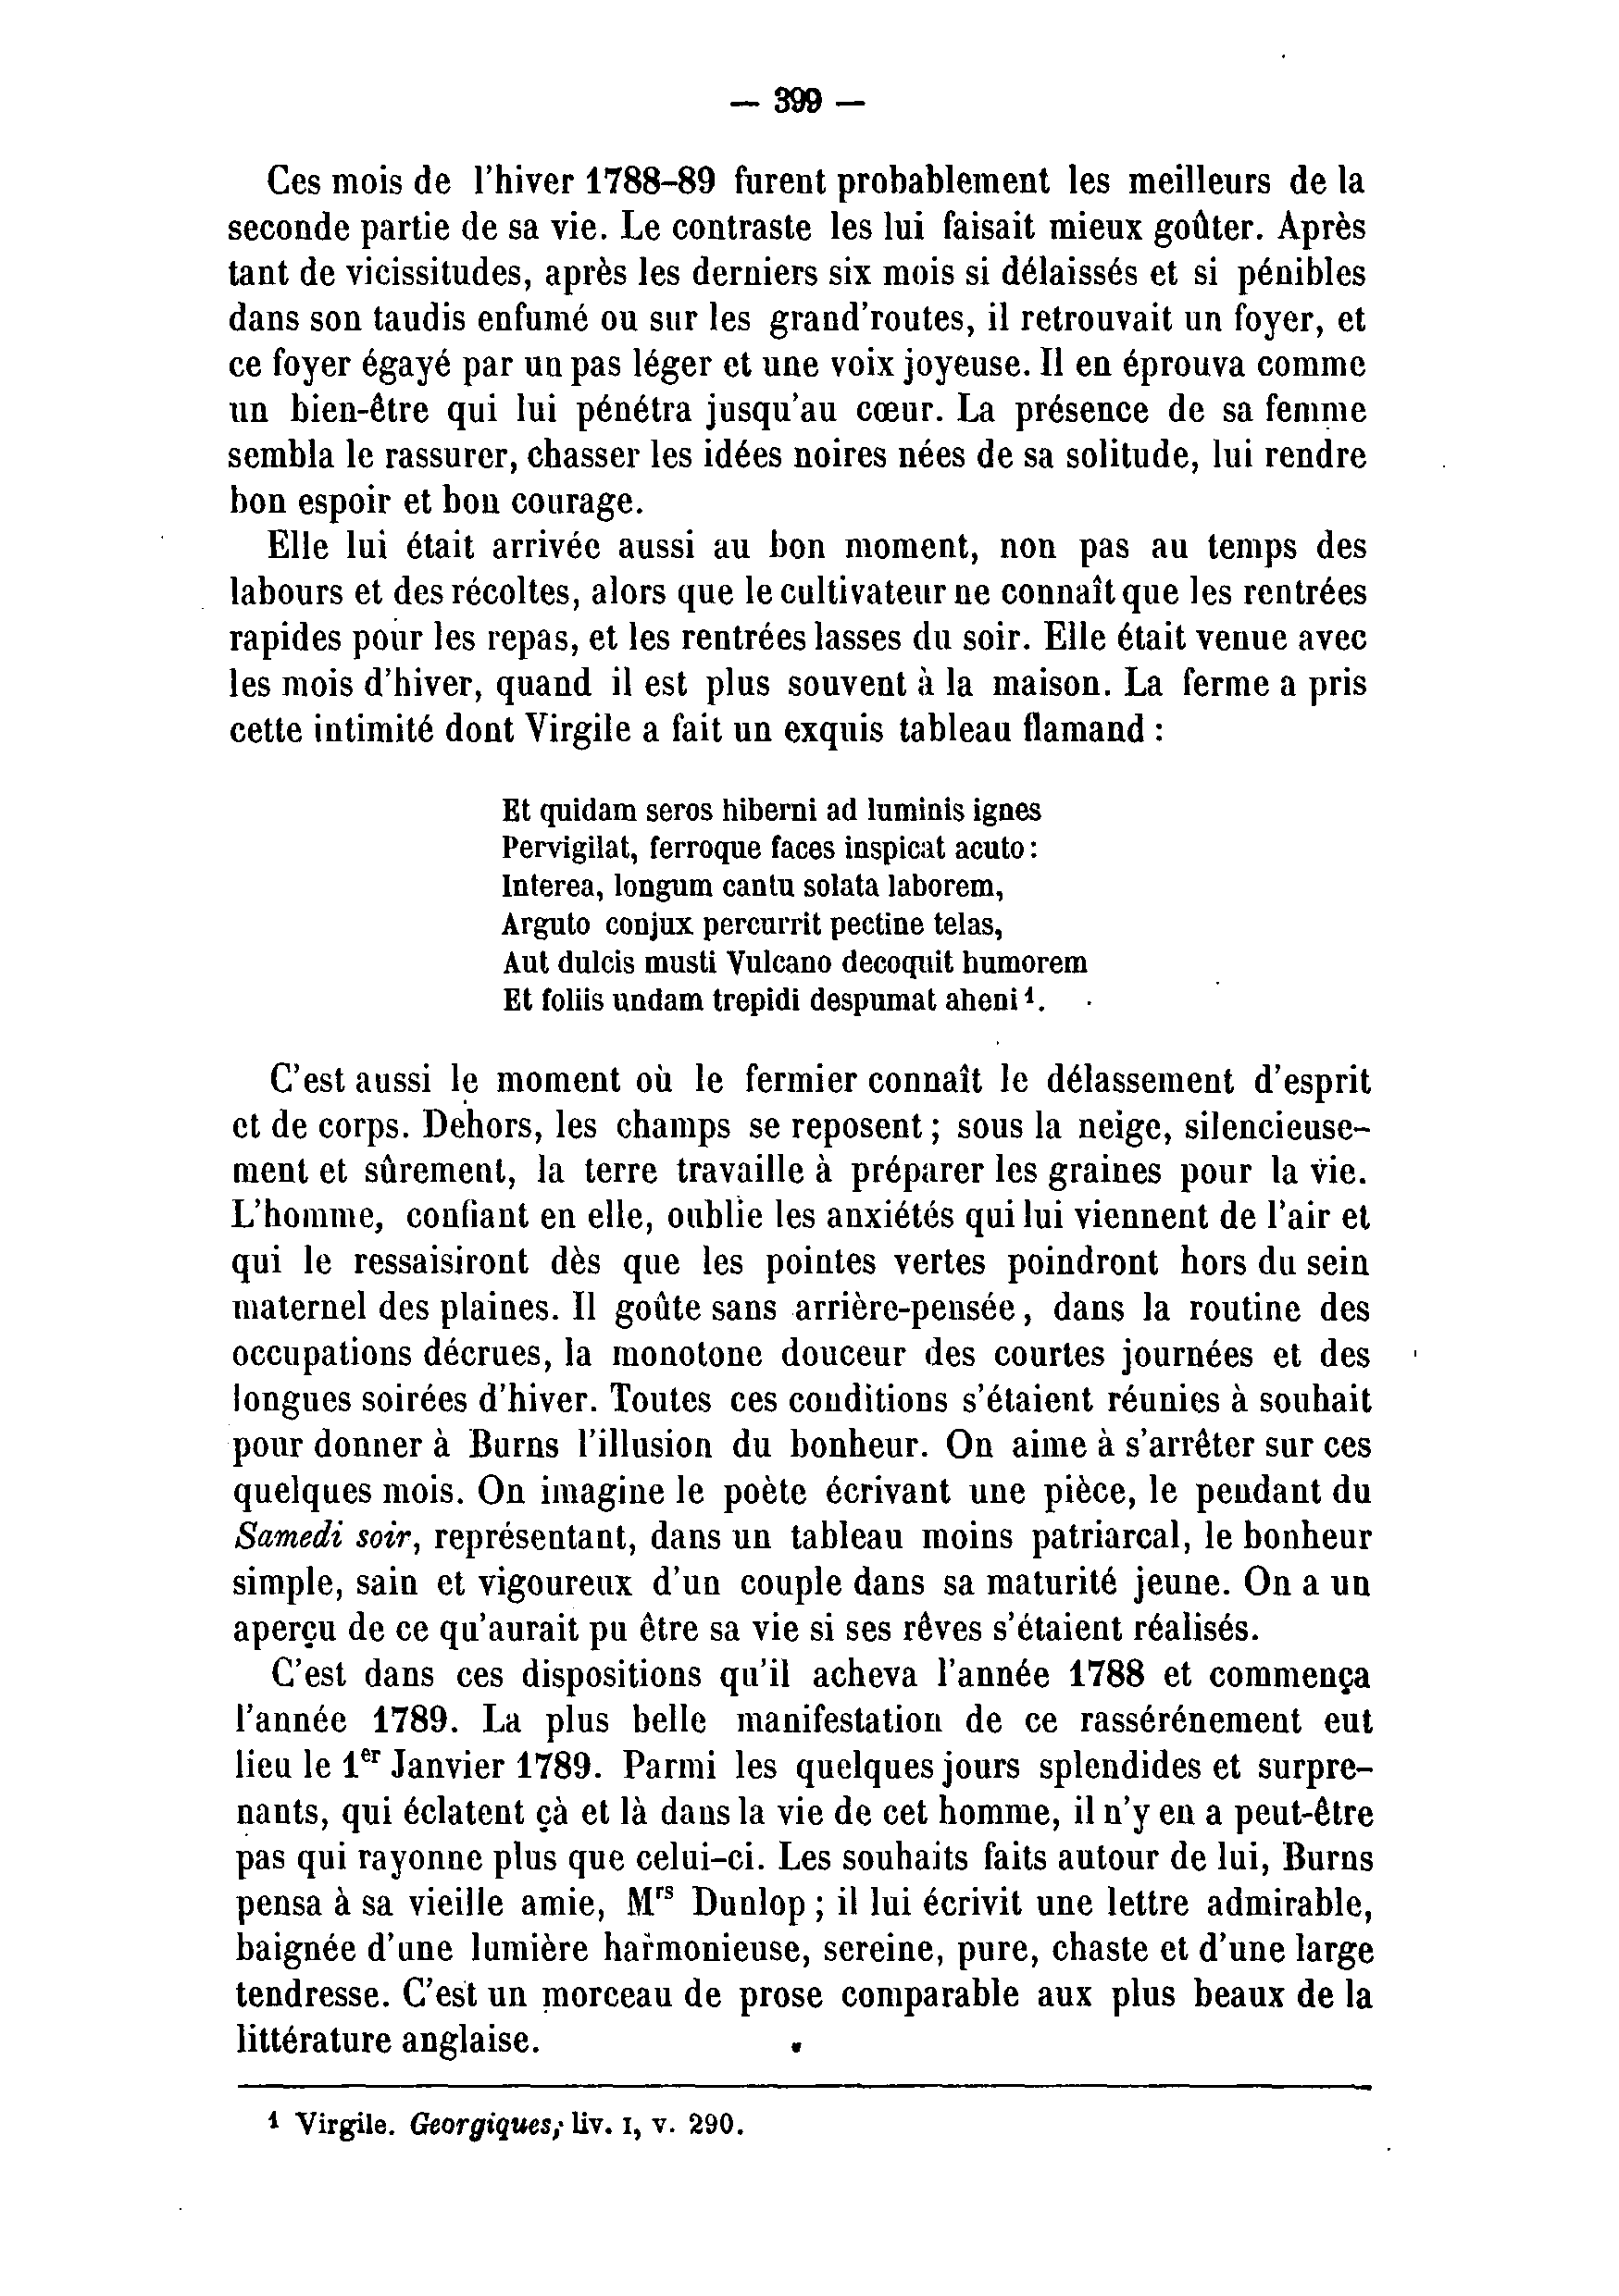 — 399 —
Ces mois de l'hiver 1788-89 furent probablement les meilleurs de la
seconde partie de sa vie. Le contraste les lui faisait mieux goûter. Après
tant de vicissitudes, après les derniers six mois si délaissés et si pénibles
dans son taudis enfumé ou sur les grand'routes, il retrouvait un foyer, et
ce foyer égayé par un pas léger et une voix joyeuse. Il en éprouva comme
un bien-être qui lui pénétra jusqu'au cœur. La présence de sa femme
sembla le rassurer, chasser les idées noires nées de sa solitude, lui rendre
bon espoir et bon courage.
Elle lui était arrivée aussi au bon moment, non pas au temps des
labours et des récoltes, alors que le cultivateur ne connaît que les rentrées
rapides pour les repas, et les rentrées lasses du soir. Elle était venue avec
les mois d'hiver, quand il est plus souvent à la maison. La ferme a pris
cette intimité dont Virgile a fait un exquis tableau flamand :
Et quidam seros hiberni ad luminis ignes
Pervigilat, ferroque faces inspicat acuto :
Interea, longum cantu solata laborem,
Arguto conjux percurrit pectine telas,
Aut dulcis musti Vulcano decoquit humorem
Et foliis undam trepidi despumat aheni 1.
C'est aussi le moment où le fermier connaît le délassement d'esprit
et de corps. Dehors, les champs se reposent ; sous la neige, silencieuse-
ment et sûrement, la terre travaille à préparer les graines pour la vie.
L'homme, confiant en elle, oublie les anxiétés qui lui viennent de l'air et
qui le ressaisiront dès que les pointes vertes poindront hors du sein
maternel des plaines. Il goûte sans arrière-pensée, dans la routine des
occupations décrues, la monotone douceur des courtes journées et des
longues soirées d'hiver. Toutes ces conditions s'étaient réunies à souhait
pour donner à Burns l'illusion du bonheur. On aime à s'arrêter sur ces
quelques mois. On imagine le poète écrivant une pièce, le pendant du
Samedi soir, représentant, dans un tableau moins patriarcal, le bonheur
simple, sain et vigoureux d'un couple dans sa maturité jeune. On a un
aperçu de ce qu'aurait pu être sa vie si ses rêves s'étaient réalisés.
C'est dans ces dispositions qu'il acheva l'année 1788 et commença
l'année 1789. La plus belle manifestation de ce rassérénement eut
lieu le 1er Janvier 1789. Parmi les quelques jours splendides et surpre-
nants, qui éclatent çà et là dans la vie de cet homme, il n'y en a peut-être
pas qui rayonne plus que celui-ci. Les souhaits faits autour de lui, Burns
pensa à sa vieille amie, Mrs Dunlop ; il lui écrivit une lettre admirable,
baignée d'une lumière harmonieuse, sereine, pure, chaste et d'une large
tendresse. C'est un morceau de prose comparable aux plus beaux de la
littérature anglaise.
1 Virgile. Georgiques; liv. I, v. 290.